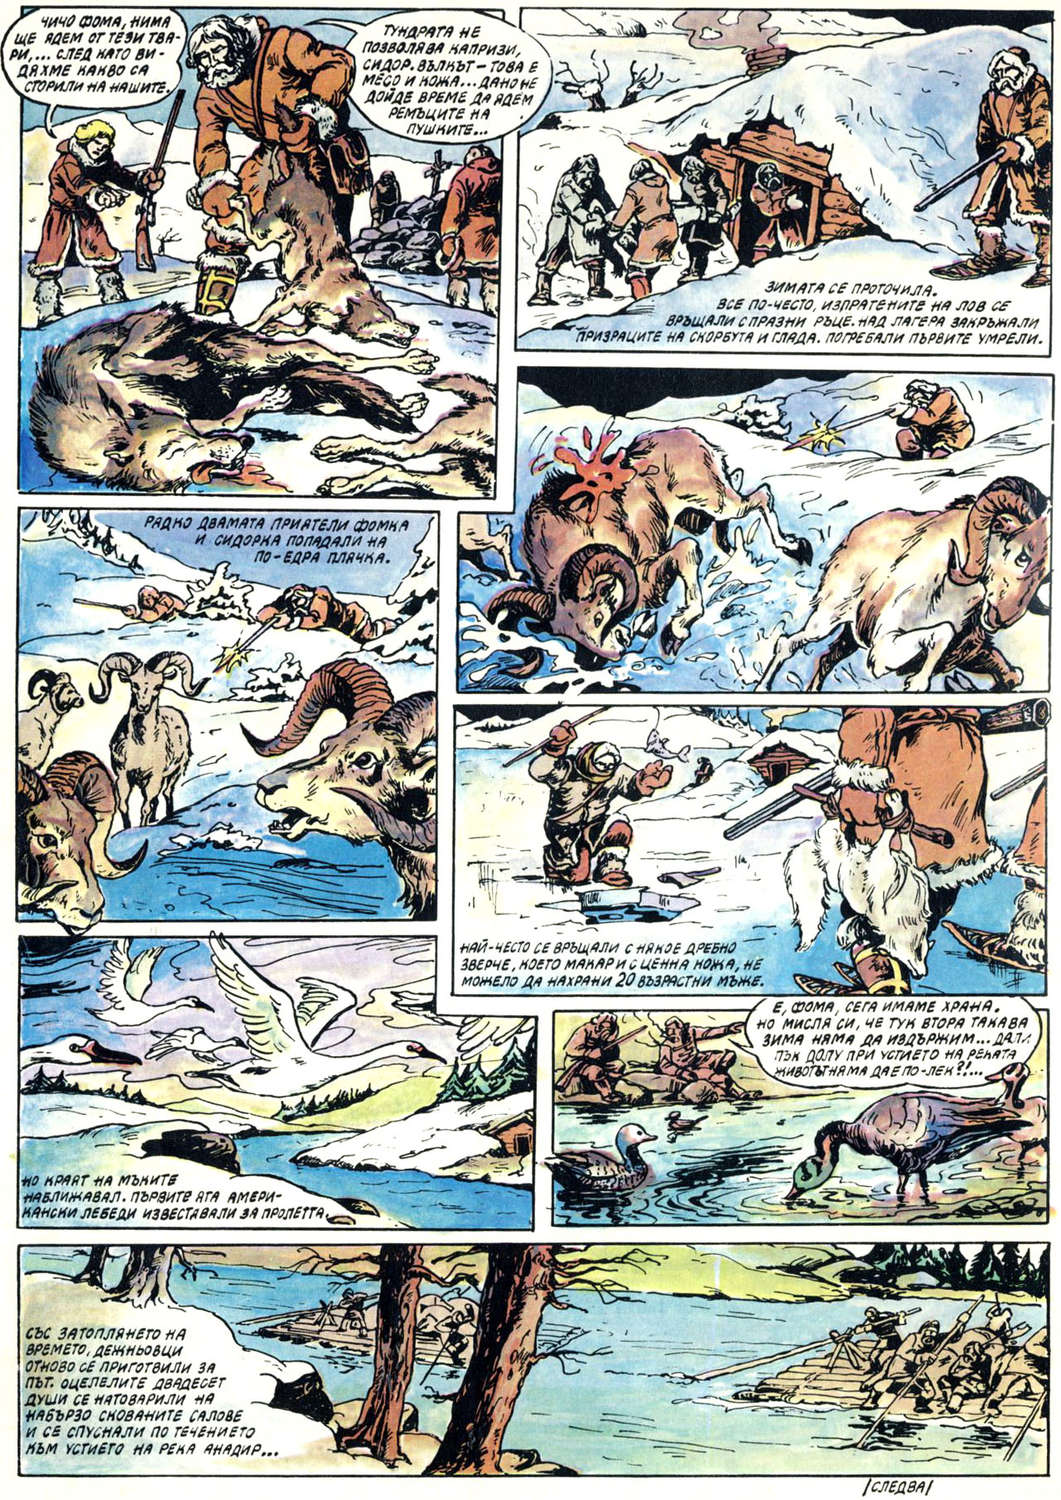 ЧИЧО ФОМА, НИМА
ЩЕ ЯДЕМ ОТ ТЕЗИ ТВА-
РИ,... СЛЕД КАТО ВИ-
ДЯХМЕ КАКВО СА
СТОРИЛИ НА НАШИТЕ.
ТУНДРАТА НЕ
ПОЗВОЛЯВА КАПРИЗИ,
СИДОР. ВЪЛКЪТ – ТОВА Е
МЕСО И КОЖА... ДАНО НЕ
ДОЙДЕ ВРЕМЕ ДА ЯДЕМ
РЕМЪЦИТЕ НА
ПУШКИТЕ...
ЗИМАТА СЕ ПРОТОЧИЛА.
ВСЕ ПО-ЧЕСТО, ИЗПРАТЕНИТЕ НА ЛОВ СЕ
ВРЪЩАЛИ С ПРАЗНИ РЪЦЕ. НАД ЛАГЕРА ЗАКРЪЖАЛИ
ПРИЗРАЦИТЕ НА СКОРБУТА И ГЛАДА. ПОГРЕБАЛИ ПЪРВИТЕ УМРЕЛИ.
РЯДКО ДВАМАТА ПРИЯТЕЛИ ФОМКА
И СИДОРКА ПОПАДАЛИ НА
ПО-ЕДРА ПЛЯЧКА.
НАЙ-ЧЕСТО СЕ ВРЪЩАЛИ С НЯКОЕ ДРЕБНО
ЗВЕРЧЕ, КОЕТО МАКАР И С ЦЕННА КОЖА, НЕ
МОЖЕЛО ДА НАХРАНИ 20 ВЪЗРАСТНИ МЪЖЕ.
НО КРАЯТ НА МЪКИТЕ
НАБЛИЖАВАЛ. ПЪРВИТЕ ЯТА АМЕРИ-
КАНСКИ ЛЕБЕДИ ИЗВЕСТЯВАЛИ ЗА ПРОЛЕТТА.
Е, ФОМА, СЕГА ИМАМЕ ХРАНА.
НО МИСЛЯ СИ, ЧЕ ТУК ВТОРА ТАКАВА
ЗИМА НЯМА ДА ИЗДЪРЖИМ... ДАЛИ
ПЪК ДОЛУ ПРИ УСТИЕТО НА РЕКАТА
ЖИВОТЪТ НЯМА ДА Е ПО-ЛЕК?!...
СЪС ЗАТОПЛЯНЕТО НА
ВРЕМЕТО, ДЕЖНЬОВЦИ
ОТНОВО СЕ ПРИГОТВИЛИ ЗА
ПЪТ. ОЦЕЛЕЛИТЕ ДВАДЕСЕТ
ДУШИ СЕ НАТОВАРИЛИ НА
НАБЪРЗО СКОВАНИТЕ САЛОВЕ
И СЕ СПУСНАЛИ ПО ТЕЧЕНИЕТО
КЪМ УСТИЕТО НА РЕКА АНАДИР...
/СЛЕДВА/